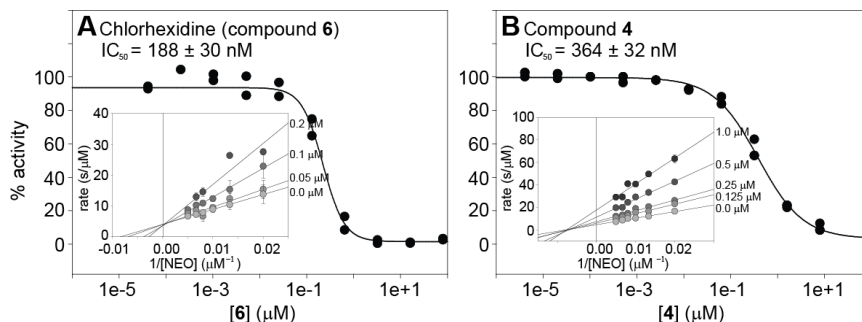 A Chlorhexidine (compound 6)
IC50 = 188 ± 30 nM
% activity
100
80
60
40
20
0
1e-5
1e-3
1e-1
1e+1
[6] (μM)
rate (s/μM)
40
30
20
10
0
-0.01
0.00
0.01
0.02
1/[NEO] (μM⁻¹)
0.2 μM
0.1 μM
0.05 μM
0.0 μM
B Compound 4
IC50 = 364 ± 32 nM
100
80
60
40
20
0
1e-5
1e-3
1e-1
1e+1
[4] (μM)
rate (s/μM)
100
80
60
40
20
0
0.00
0.01
0.02
1/[NEO] (μM⁻¹)
1.0 μM
0.5 μM
0.25 μM
0.125 μM
0.0 μM